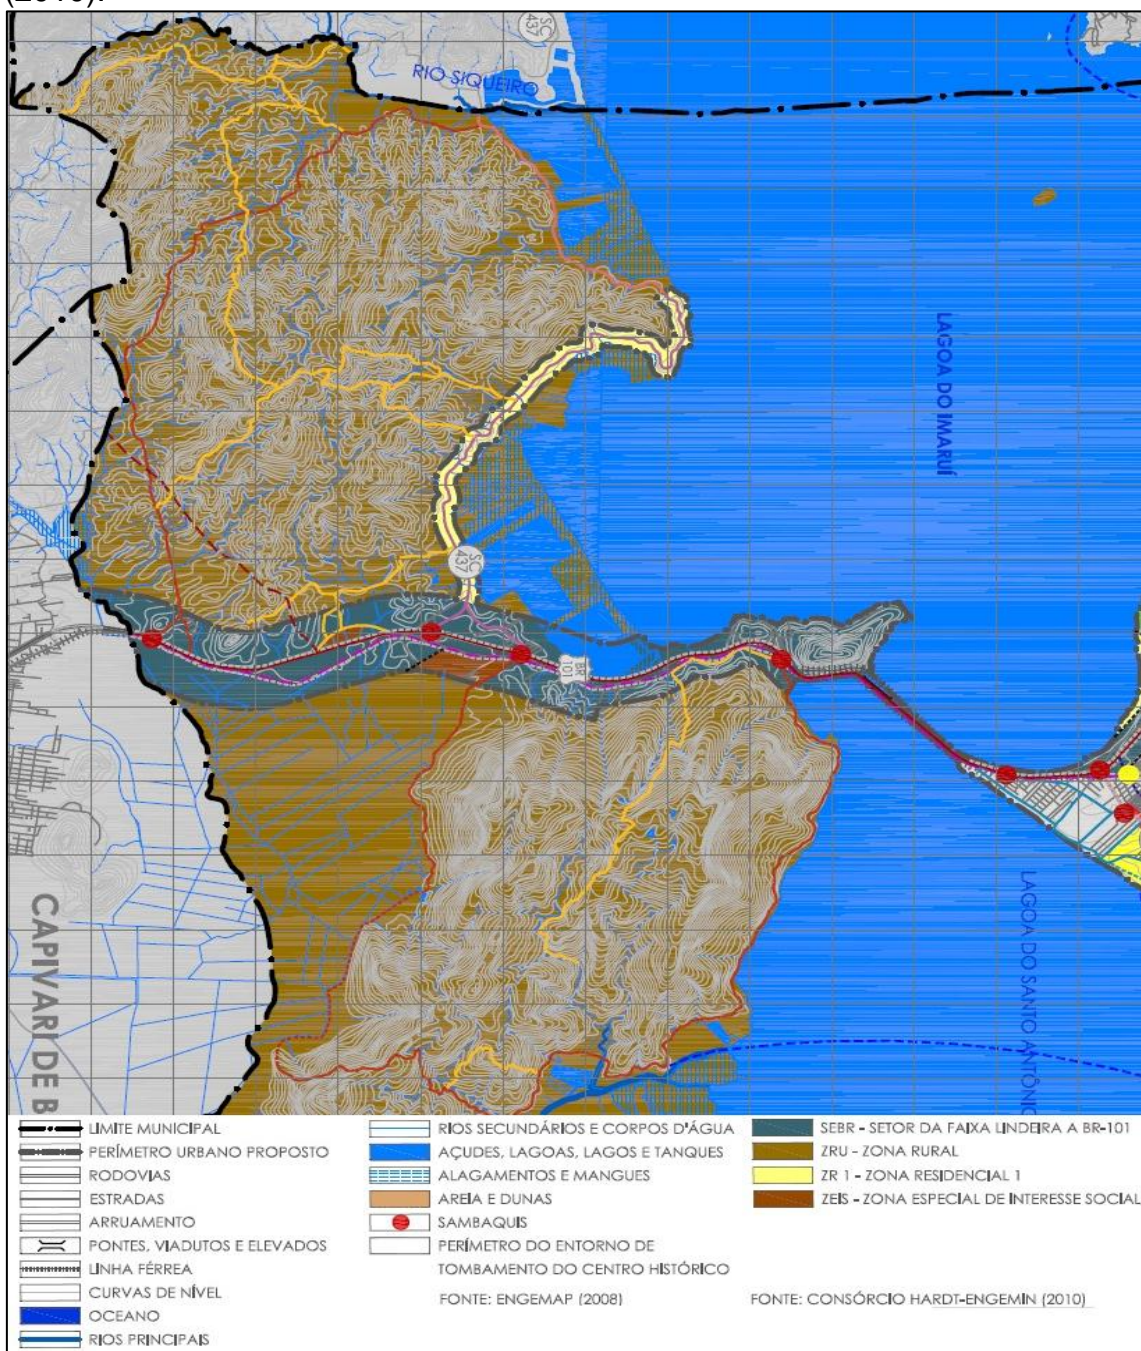 (2010).
SC
437
RIO SIQUEIRO
LAGOA DO IMARUÍ
SC
437
BR
101
LAGOA DO SANTO ANTÔNIO
CAPIVARI DE B
LIMITE MUNICIPAL
PERÍMETRO URBANO PROPOSTO
RODOVIAS
ESTRADAS
ARRUAMENTO
PONTES, VIADUTOS E ELEVADOS
LINHA FÉRREA
CURVAS DE NÍVEL
OCEANO
RIOS PRINCIPAIS
RIOS SECUNDÁRIOS E CORPOS D'ÁGUA
AÇUDES, LAGOAS, LAGOS E TANQUES
ALAGAMENTOS E MANGUES
AREIA E DUNAS
SAMBAQUIS
PERÍMETRO DO ENTORNO DE
TOMBAMENTO DO CENTRO HISTÓRICO
FONTE: ENGEMAP (2008)
SEBR - SETOR DA FAIXA LINDEIRA A BR-101
ZRU - ZONA RURAL
ZR 1 - ZONA RESIDENCIAL 1
ZEIS - ZONA ESPECIAL DE INTERESSE SOCIAL
FONTE: CONSÓRCIO HARDT-ENGEMIN (2010)